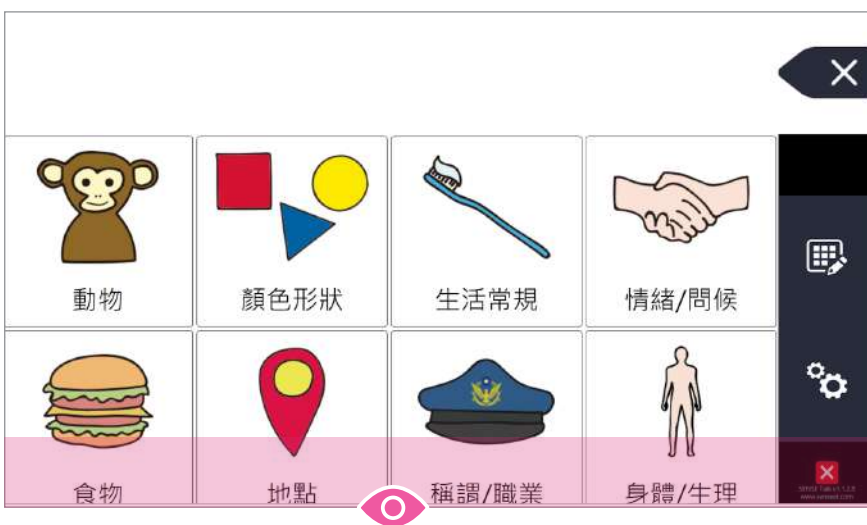 動物
顏色形狀
生活常規
情緒/問候
食物
地點
稱謂/職業
身體/生理